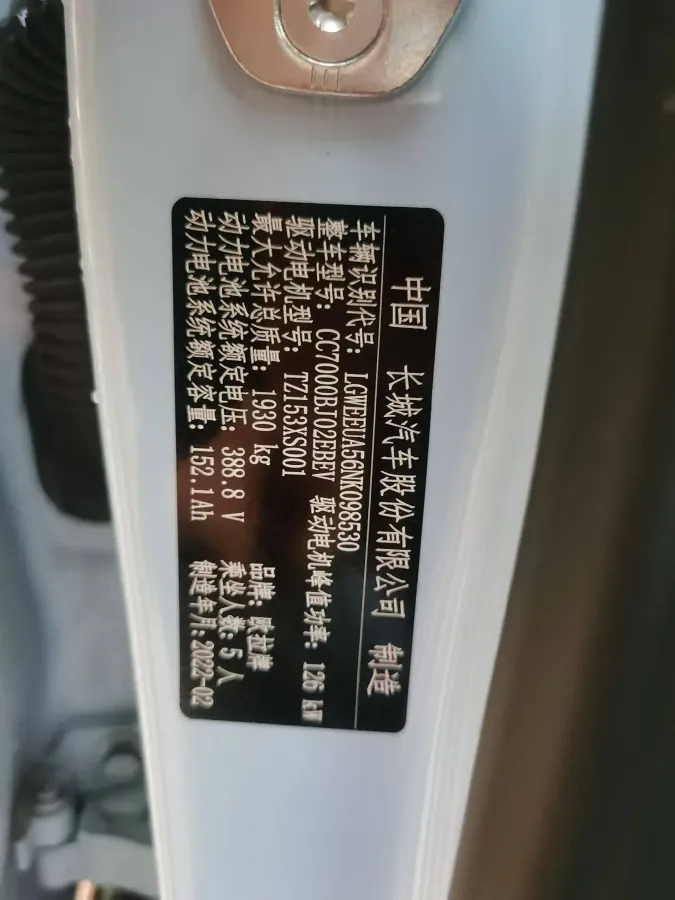 中国 长城汽车股份有限公司 制造
车辆识别代号: LGWEEUA56NK098530
整车型号: CC7000BJ02EBEV 驱动电机峰值功率: 126 kW
驱动电机型号: TZ153XS001
最大允许总质量: 1930 kg 品牌: 欧拉牌
动力电池系统额定电压: 388.8 V 乘坐人数: 5 人
动力电池系统额定容量: 152.1Ah 制造年月: 2022-02